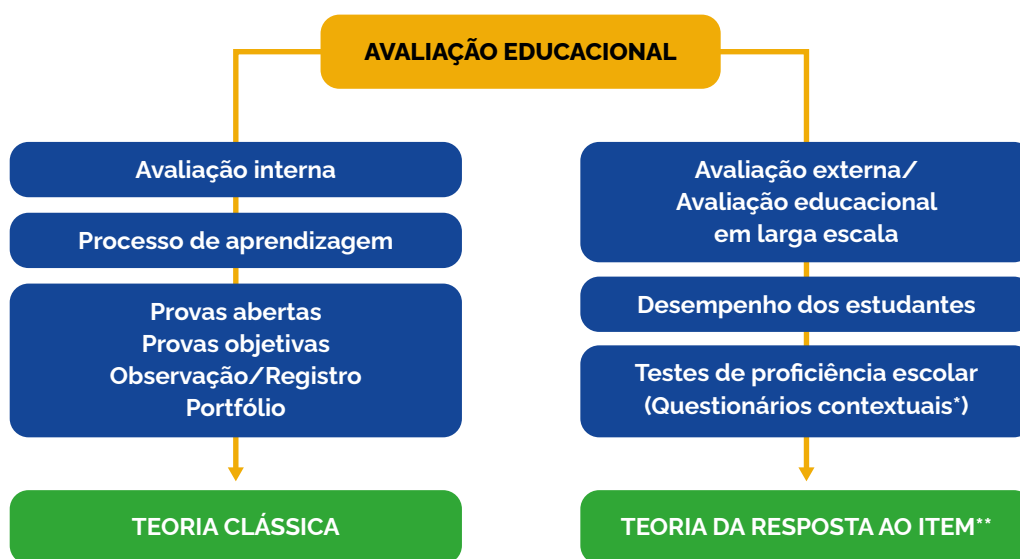 AVALIAÇÃO EDUCACIONAL
Avaliação interna
Processo de aprendizagem
Provas abertas
Provas objetivas
Observação/Registro
Portfólio
TEORIA CLÁSSICA
Avaliação externa/
Avaliação educacional
em larga escala
Desempenho dos estudantes
Testes de proficiência escolar
(Questionários contextuais*)
TEORIA DA RESPOSTA AO ITEM**